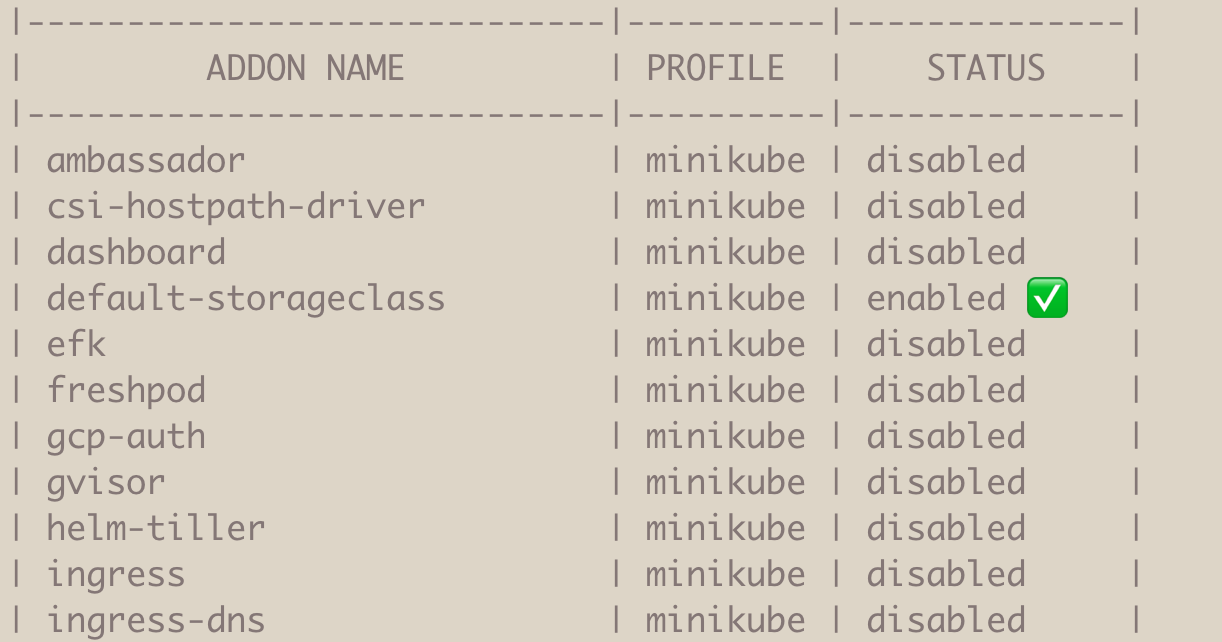 |-----------------------------|----------|--------------|
|         ADDON NAME          | PROFILE  |    STATUS    |
|-----------------------------|----------|--------------|
| ambassador                  | minikube | disabled     |
| csi-hostpath-driver         | minikube | disabled     |
| dashboard                   | minikube | disabled     |
| default-storageclass        | minikube | enabled ✅   |
| efk                         | minikube | disabled     |
| freshpod                    | minikube | disabled     |
| gcp-auth                    | minikube | disabled     |
| gvisor                      | minikube | disabled     |
| helm-tiller                 | minikube | disabled     |
| ingress                     | minikube | disabled     |
| ingress-dns                 | minikube | disabled     |